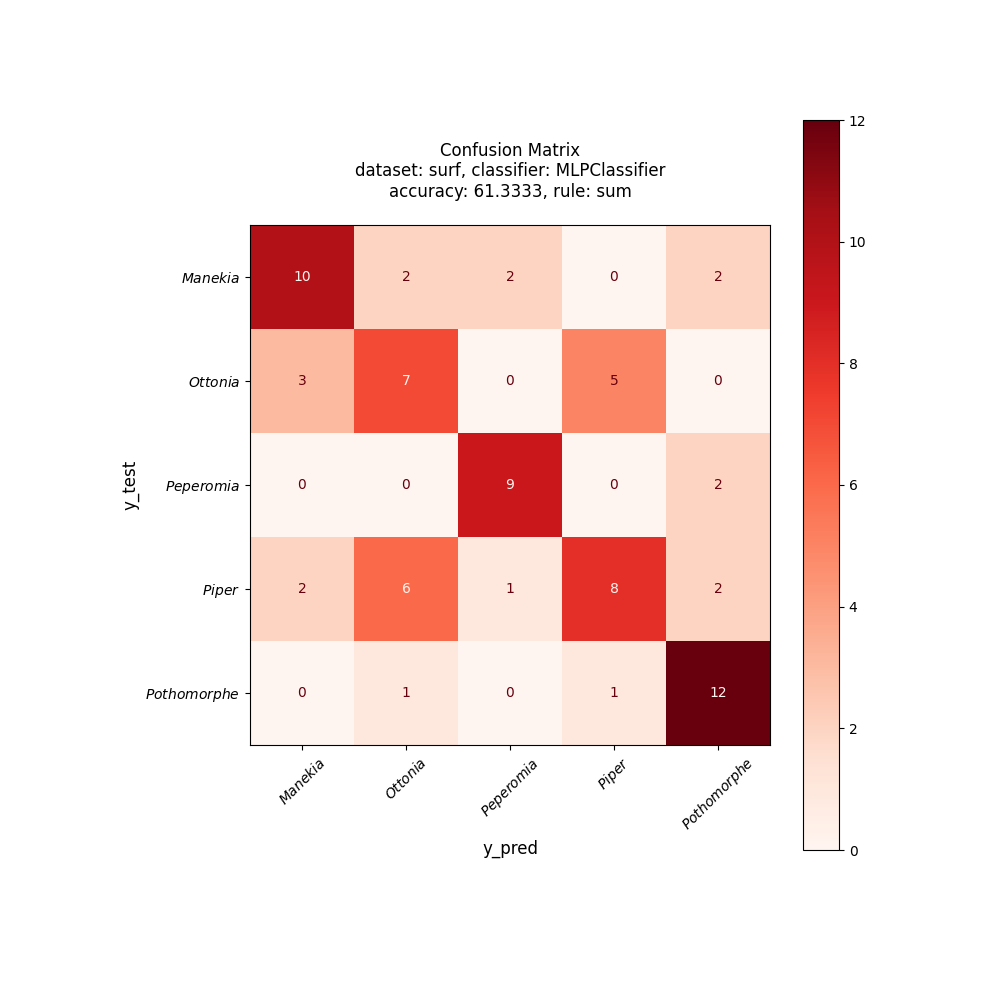 Confusion Matrix
dataset: surf, classifier: MLPClassifier
accuracy: 61.3333, rule: sum
Manekia 10 2 2 0 2
Ottonia 3 7 0 5 0
Peperomia 0 0 9 0 2
Piper 2 6 1 8 2
Pothomorphe 0 1 0 1 12
Manekia Ottonia Peperomia Piper Pothomorphe
y_test
y_pred
12
10
8
6
4
2
0